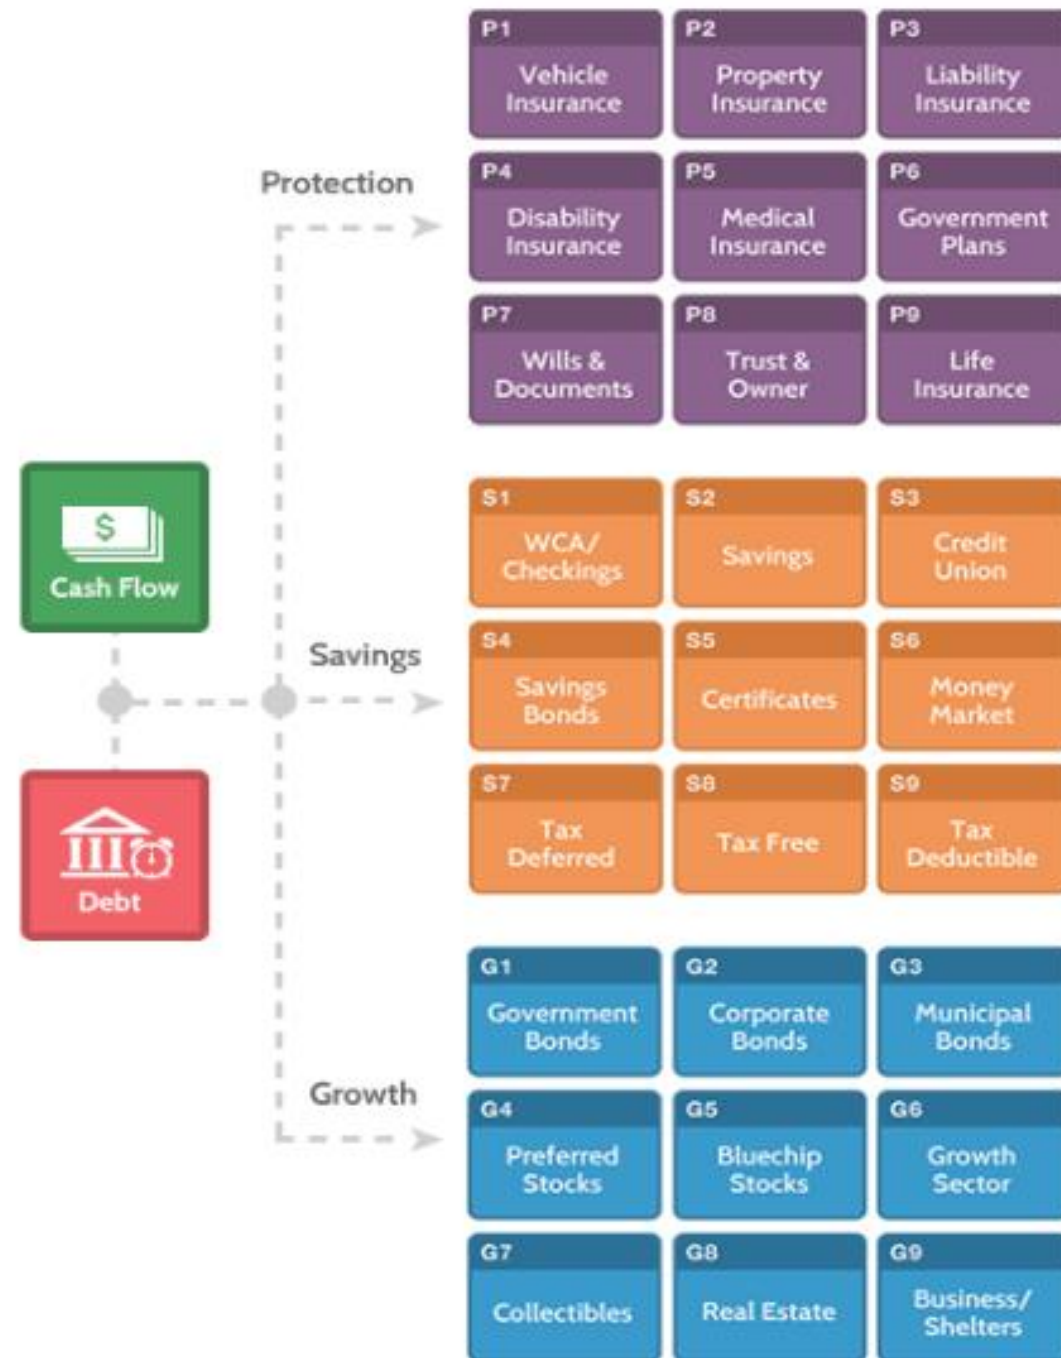 P1
Vehicle
Insurance
P2
Property
Insurance
P3
Liability
Insurance
Protection
P4
Disability
Insurance
P5
Medical
Insurance
P6
Government
Plans
P7
Wills &
Documents
P8
Trust &
Owner
P9
Life
Insurance
$
Cash Flow
Savings
S1
WCA/
Checkings
S2
Savings
S3
Credit
Union
S4
Savings
Bonds
S5
Certificates
S6
Money
Market
S7
Tax
Deferred
S8
Tax Free
S9
Tax
Deductible
Debt
Growth
G1
Government
Bonds
G2
Corporate
Bonds
G3
Municipal
Bonds
G4
Preferred
Stocks
G5
Bluechip
Stocks
G6
Growth
Sector
G7
Collectibles
G8
Real Estate
G9
Business/
Shelters